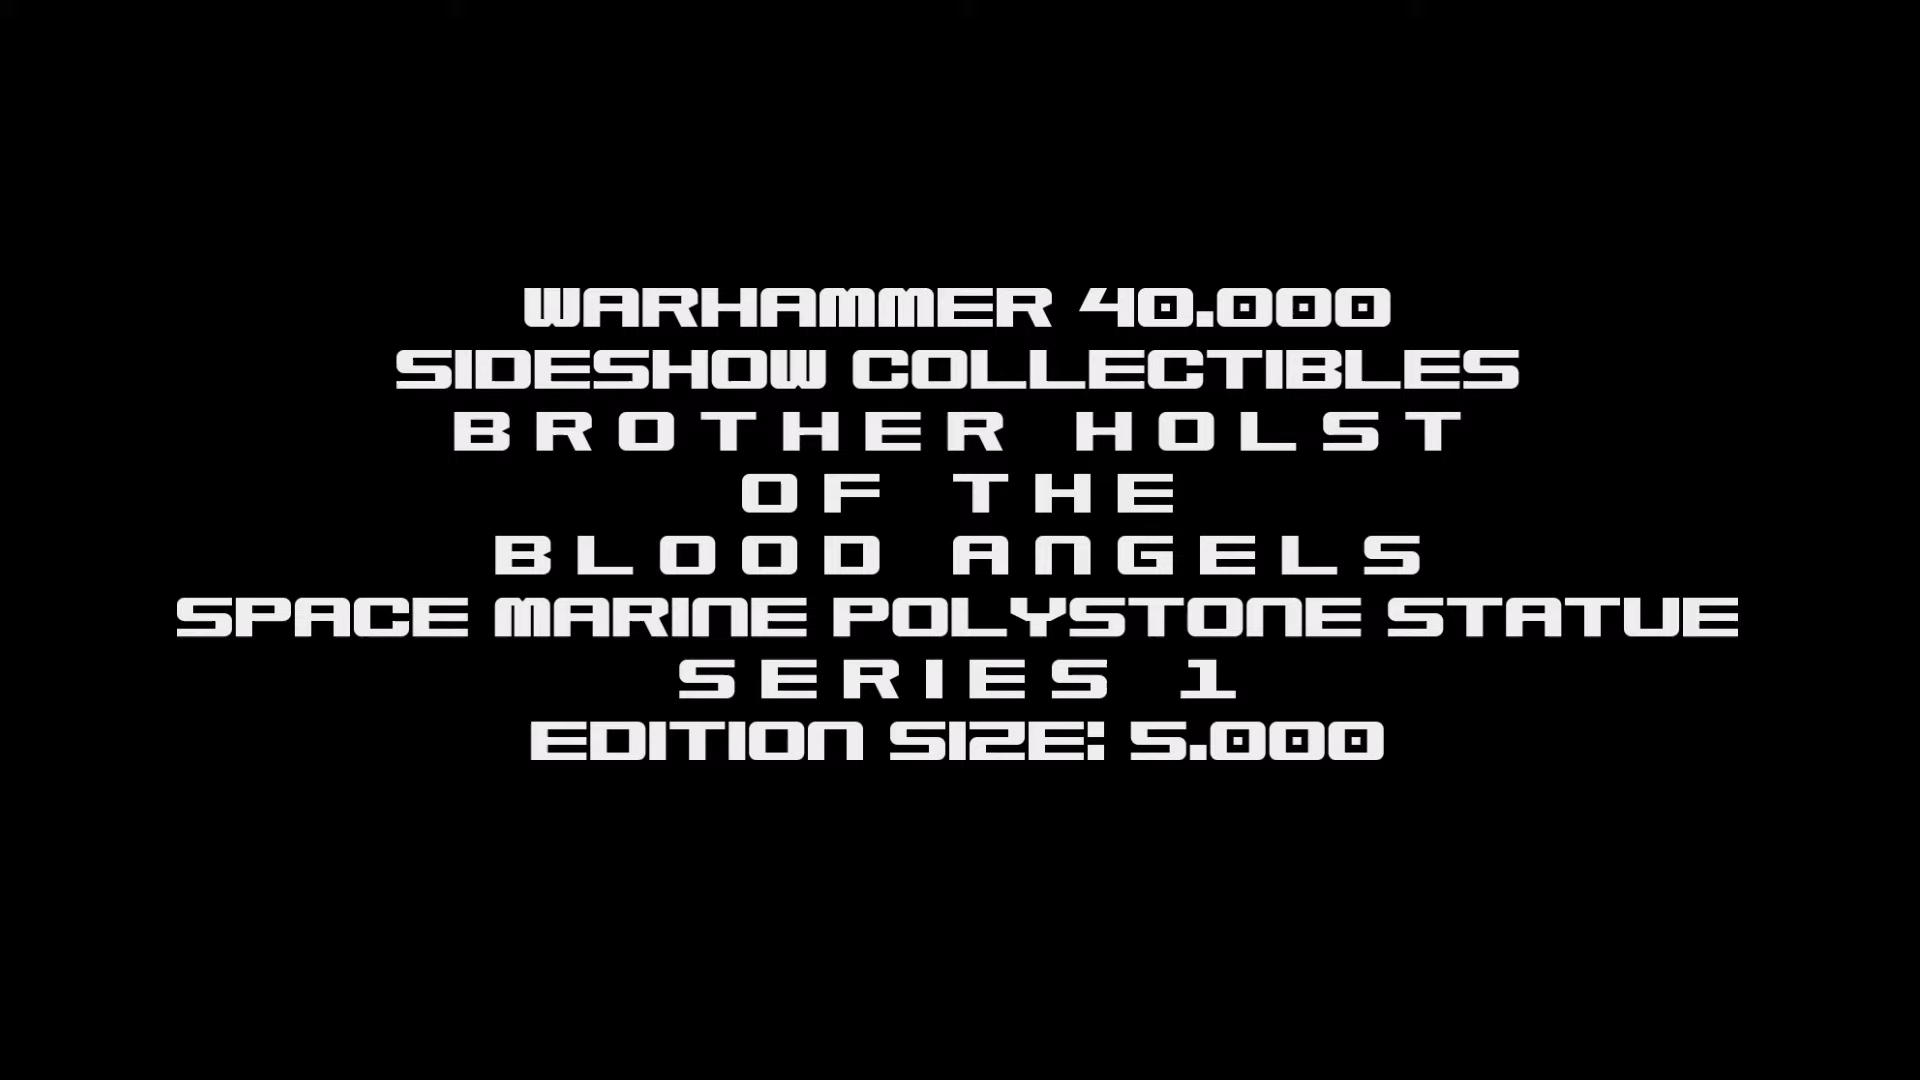 WARHAMMER 40.000
SIDESHOW COLLECTIBLES
BROTHER HOLST
OF THE
BLOOD ANGELS
SPACE MARINE POLYSTONE STATUE
SERIES 1
EDITION SIZE: 5.000